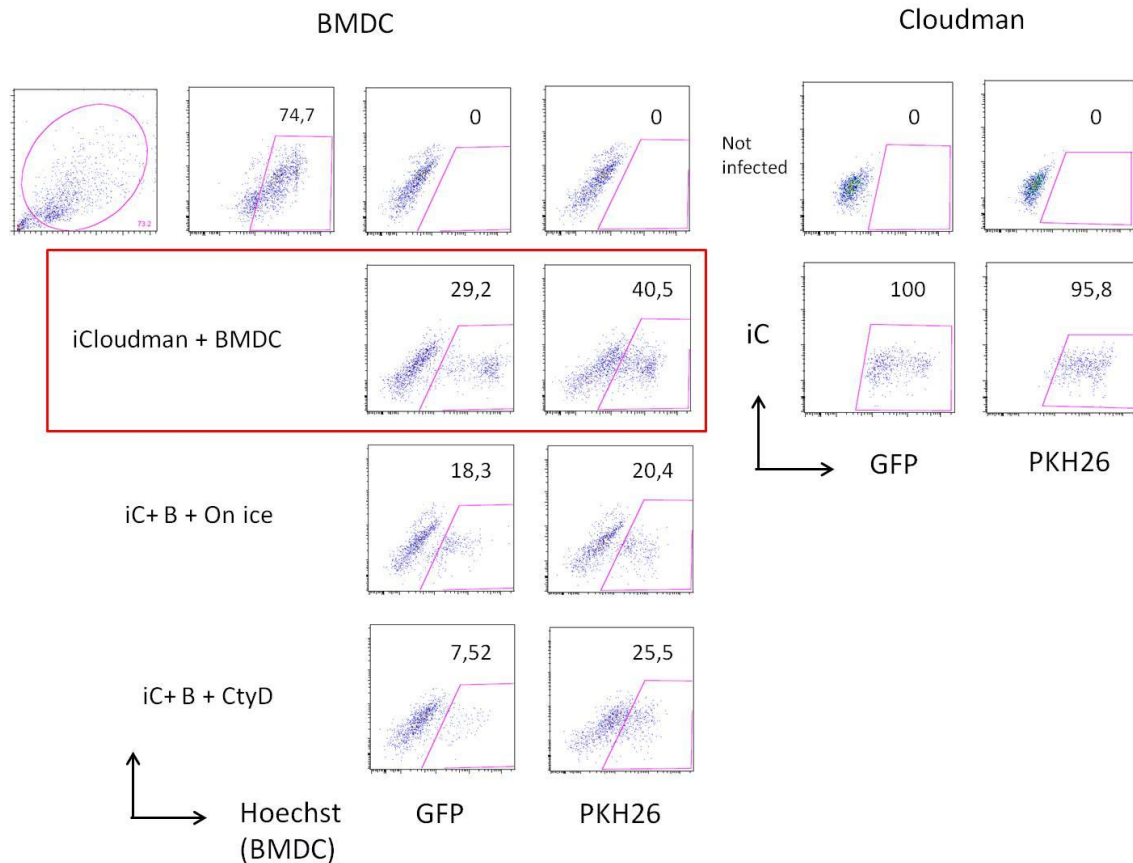 BMDC
Cloudman
74,7
0
0
Not
infected
0
0
73.2
iCloudman + BMDC
29,2
40,5
iC
100
95,8
GFP
PKH26
iC+ B + On ice
18,3
20,4
iC+ B + CtyD
7,52
25,5
Hoechst
(BMDC)
GFP
PKH26